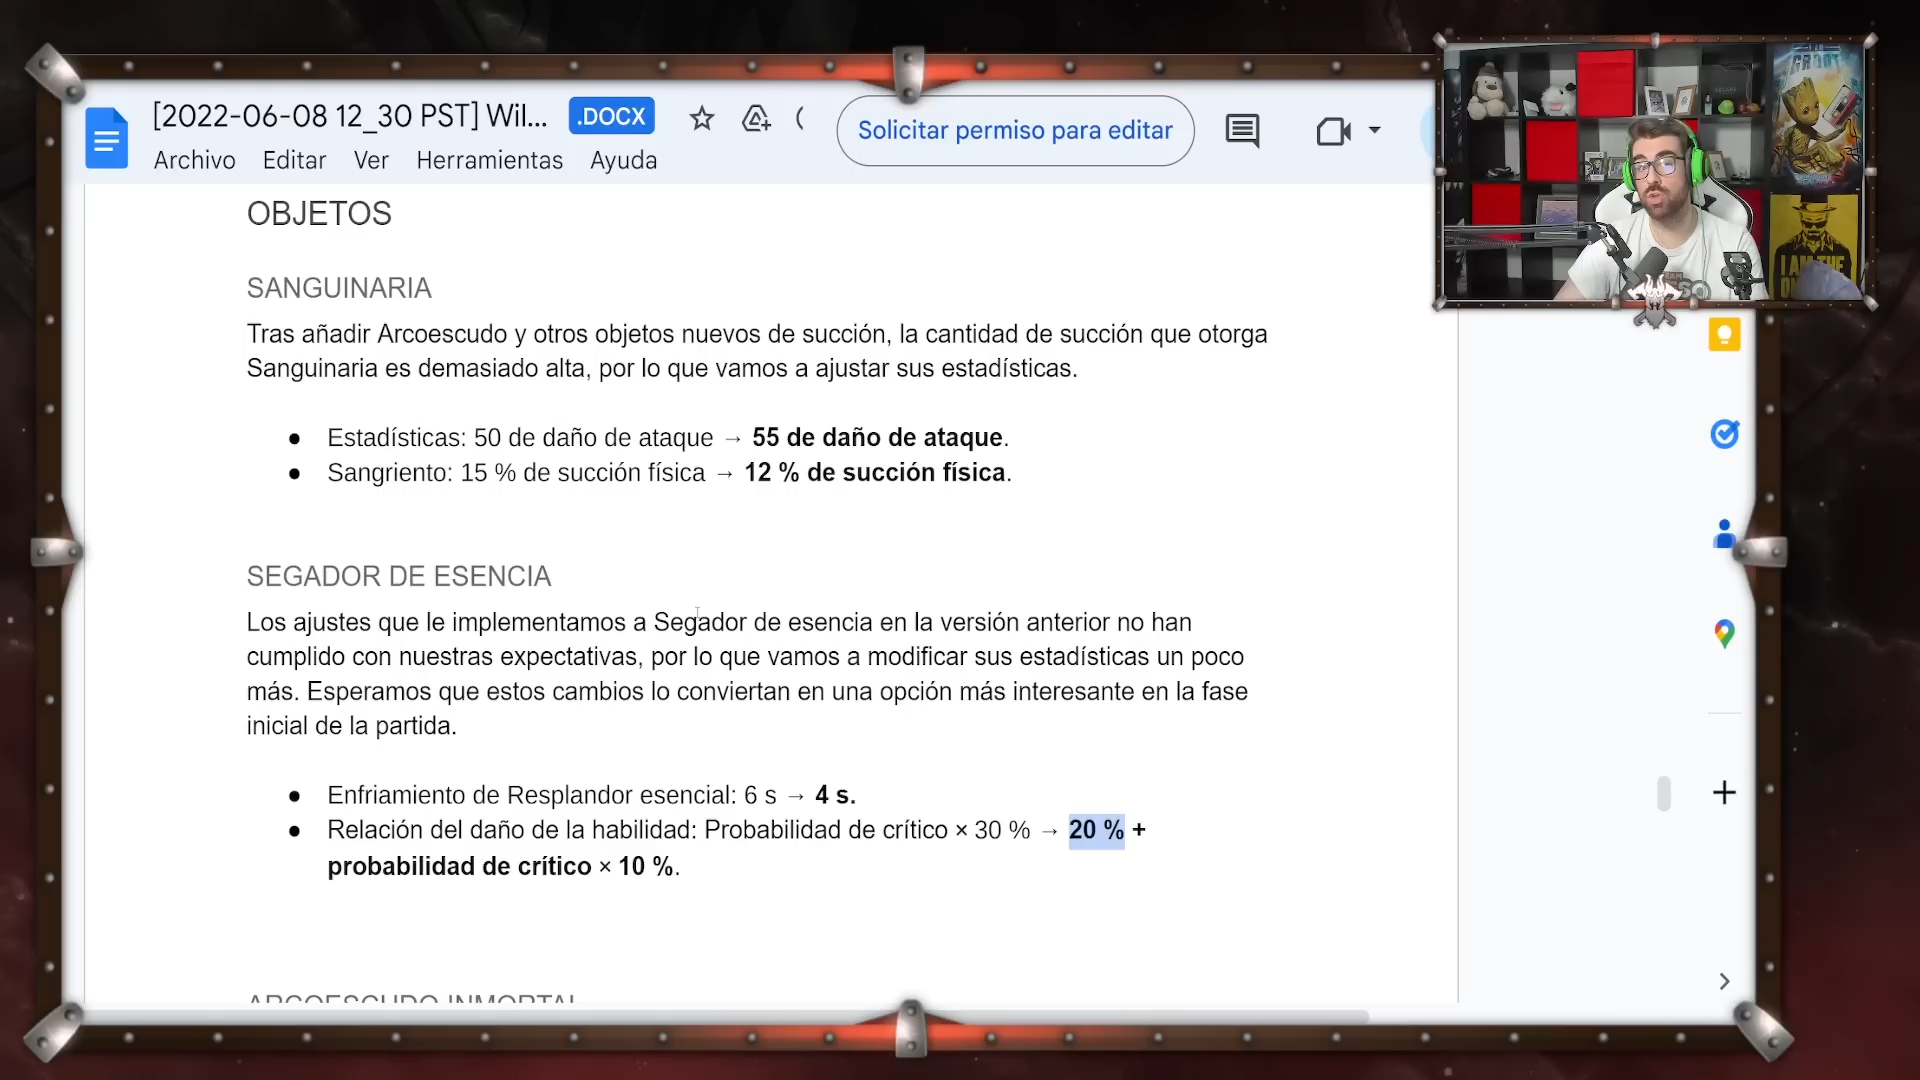 [2022-06-08 12_30 PST] Wil... .DOCX
Solicitar permiso para editar
Archivo Editar Ver Herramientas Ayuda
GROOT
I AM THE
OBJETOS
SANGUINARIA
Tras añadir Arcoescudo y otros objetos nuevos de succión, la cantidad de succión que otorga
Sanguinaria es demasiado alta, por lo que vamos a ajustar sus estadísticas.
● Estadísticas: 50 de daño de ataque → 55 de daño de ataque.
● Sangriento: 15 % de succión física → 12 % de succión física.
SEGADOR DE ESENCIA
Los ajustes que le implementamos a Segador de esencia en la versión anterior no han
cumplido con nuestras expectativas, por lo que vamos a modificar sus estadísticas un poco
más. Esperamos que estos cambios lo conviertan en una opción más interesante en la fase
inicial de la partida.
● Enfriamiento de Resplandor esencial: 6 s → 4 s.
● Relación del daño de la habilidad: Probabilidad de crítico × 30 % → 20 % +
probabilidad de crítico × 10 %.
ARCOESCUDO INMORTAL